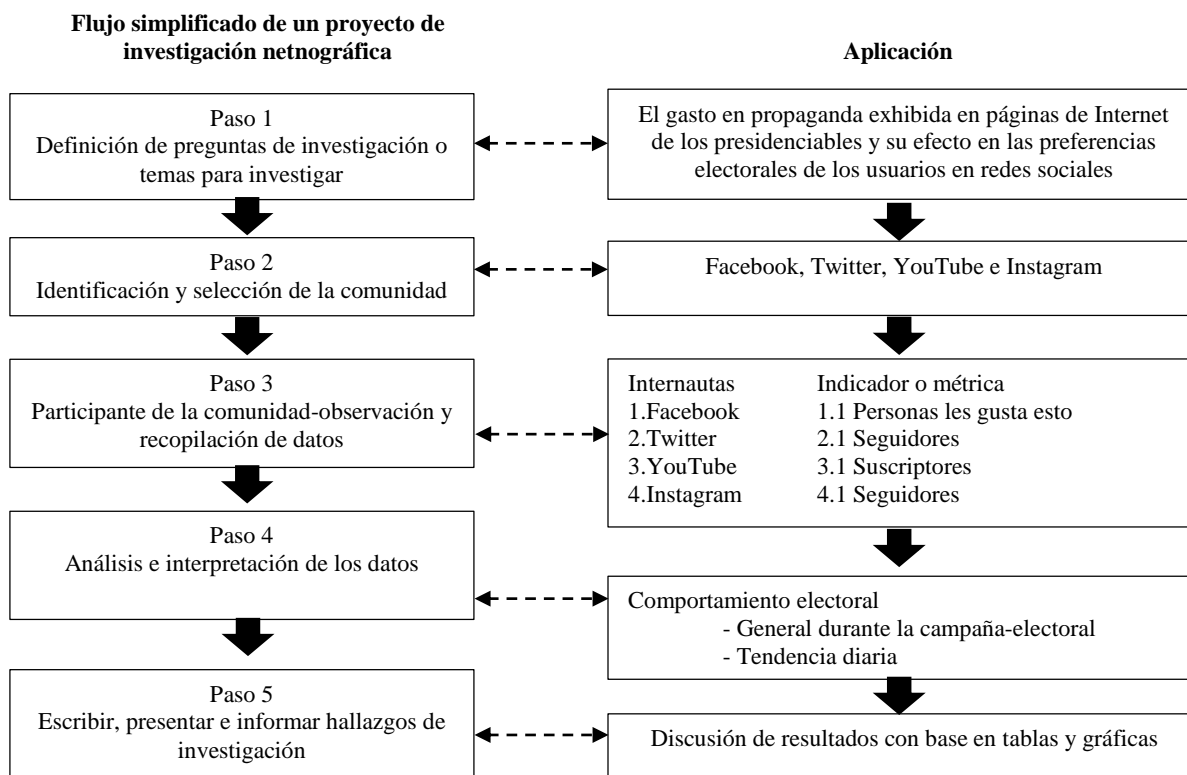 Flujo simplificado de un proyecto de
investigación netnográfica
Aplicación
Paso 1
Definición de preguntas de investigación o
temas para investigar
El gasto en propaganda exhibida en páginas de Internet
de los presidenciables y su efecto en las preferencias
electorales de los usuarios en redes sociales
Paso 2
Identificación y selección de la comunidad
Facebook, Twitter, YouTube e Instagram
Paso 3
Participante de la comunidad-observación y
recopilación de datos
Internautas Indicador o métrica
1.Facebook 1.1 Personas les gusta esto
2.Twitter 2.1 Seguidores
3.YouTube 3.1 Suscriptores
4.Instagram 4.1 Seguidores
Paso 4
Análisis e interpretación de los datos
Comportamiento electoral
- General durante la campaña-electoral
- Tendencia diaria
Paso 5
Escribir, presentar e informar hallazgos de
investigación
Discusión de resultados con base en tablas y gráficas